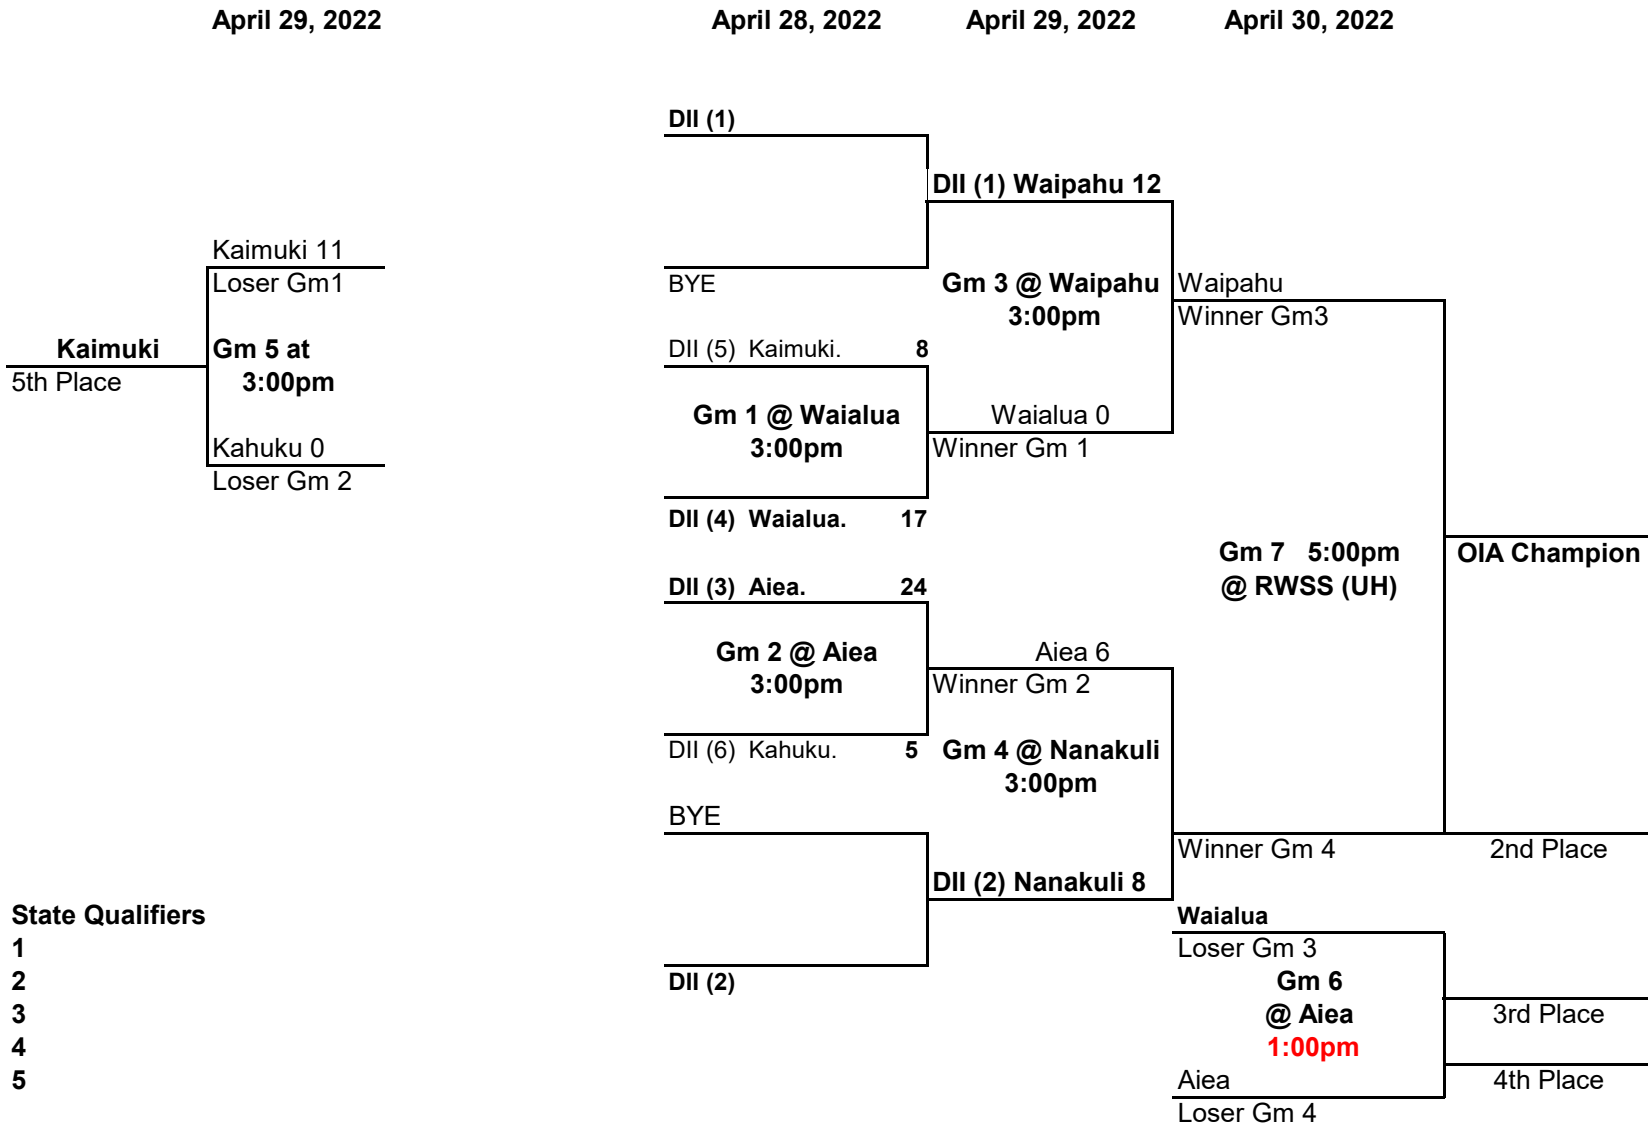 April 29, 2022 April 28, 2022 April 29, 2022 April 30, 2022
DII (1)
DII (1) Waipahu 12
Kaimuki 11
Loser Gm1 BYE Gm 3 @ Waipahu Waipahu
3:00pm Winner Gm3
Kaimuki Gm 5 at DII (5) Kaimuki. 8
5th Place 3:00pm
Gm 1 @ Waialua Waialua 0
Kahuku 0 3:00pm Winner Gm 1
Loser Gm 2
DII (4) Waialua. 17
Gm 7 5:00pm OIA Champion
DII (3) Aiea. 24 @ RWSS (UH)
Gm 2 @ Aiea Aiea 6
3:00pm Winner Gm 2
DII (6) Kahuku. 5 Gm 4 @ Nanakuli
3:00pm
BYE
Winner Gm 4 2nd Place
DII (2) Nanakuli 8
State Qualifiers Waialua
1 Loser Gm 3
2 DII (2) Gm 6
3 @ Aiea 3rd Place
4 1:00pm
5 Aiea 4th Place
Loser Gm 4